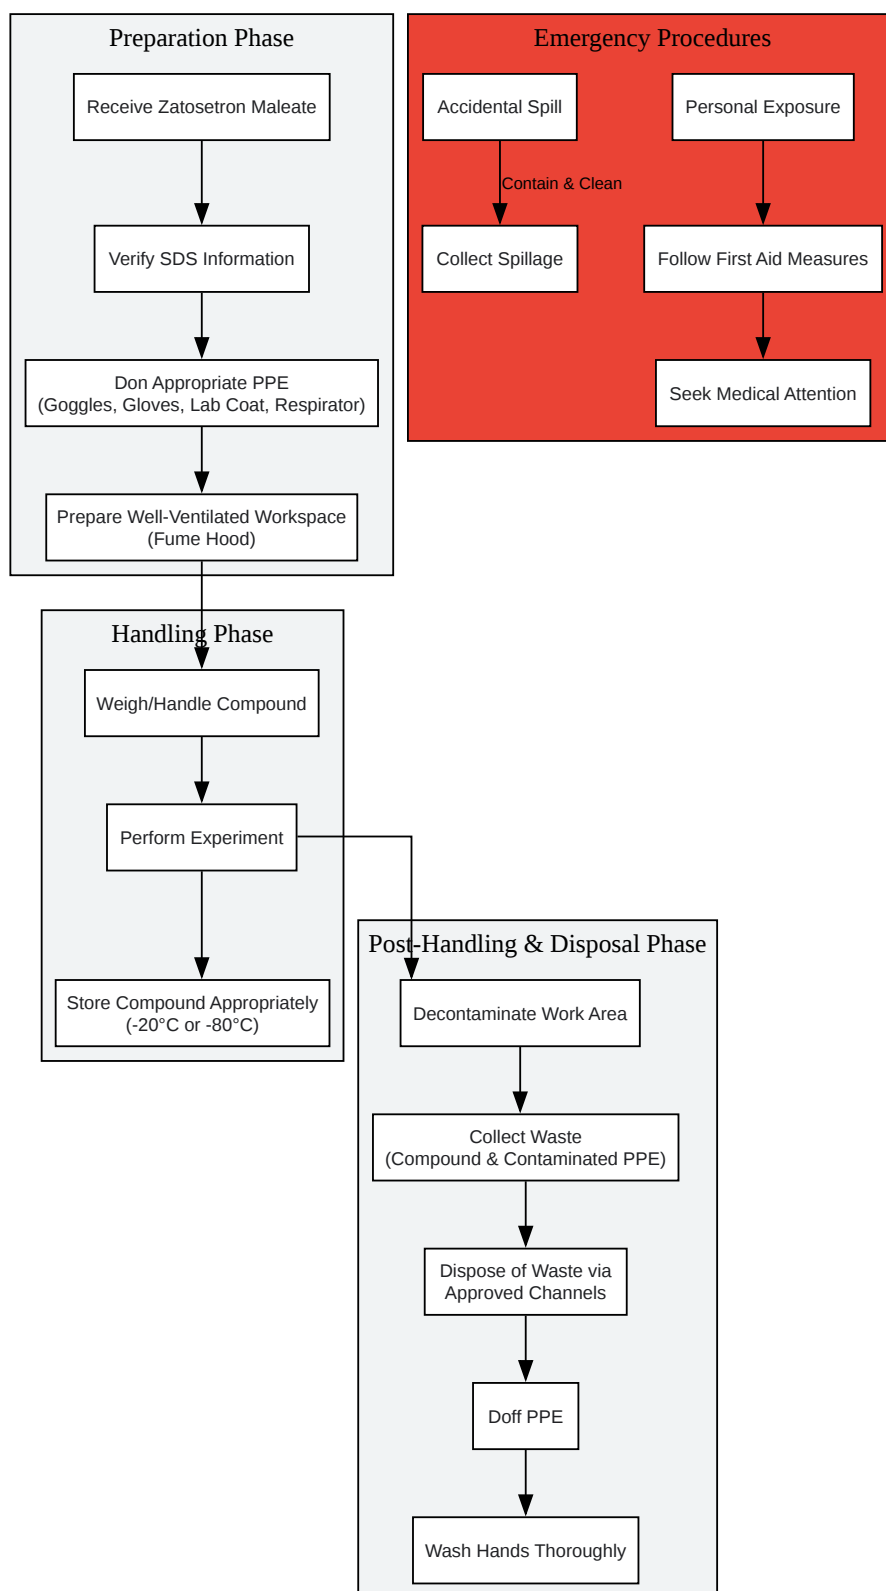 Preparation Phase
Receive Zatosetron Maleate
Verify SDS Information
Don Appropriate PPE
(Goggles, Gloves, Lab Coat, Respirator)
Prepare Well-Ventilated Workspace
(Fume Hood)
Emergency Procedures
Accidental Spill
Contain & Clean
Collect Spillage
Personal Exposure
Follow First Aid Measures
Seek Medical Attention
Handling Phase
Weigh/Handle Compound
Perform Experiment
Store Compound Appropriately
(-20°C or -80°C)
Post-Handling & Disposal Phase
Decontaminate Work Area
Collect Waste
(Compound & Contaminated PPE)
Dispose of Waste via
Approved Channels
Doff PPE
Wash Hands Thoroughly